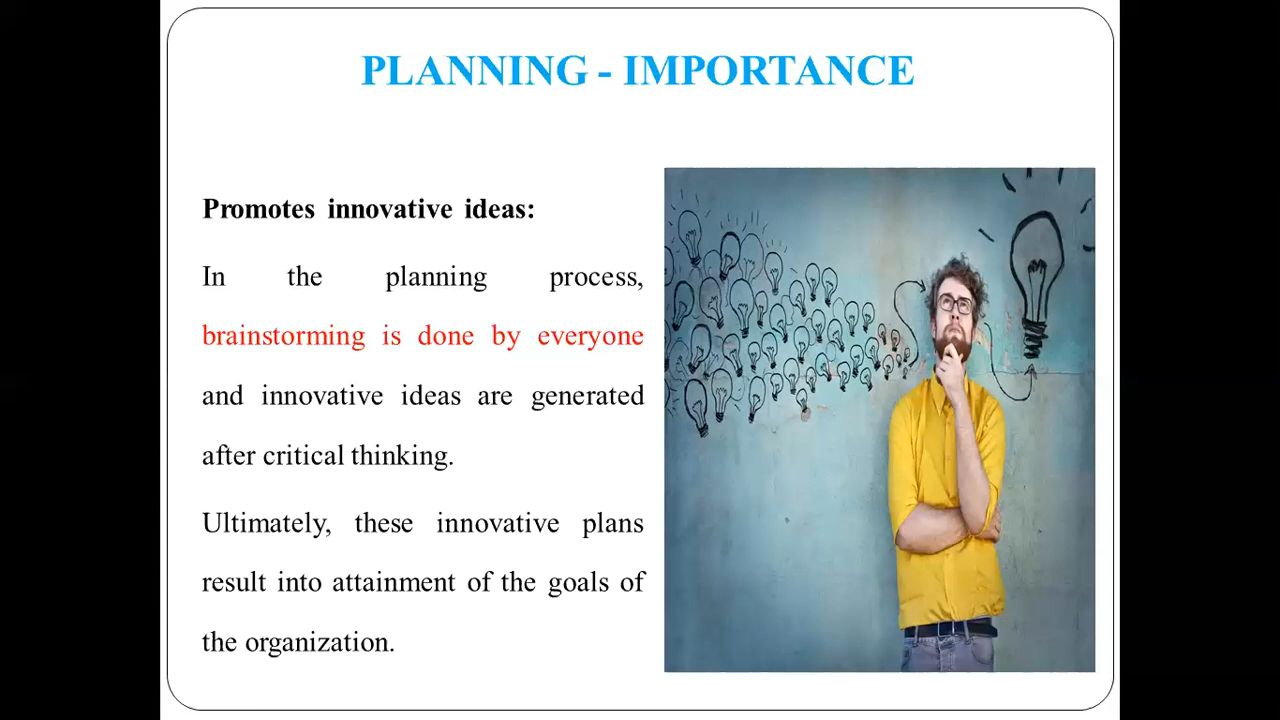 PLANNING - IMPORTANCE
Promotes innovative ideas:
In the planning process,
brainstorming is done by everyone
and innovative ideas are generated
after critical thinking.
Ultimately, these innovative plans
result into attainment of the goals of
the organization.